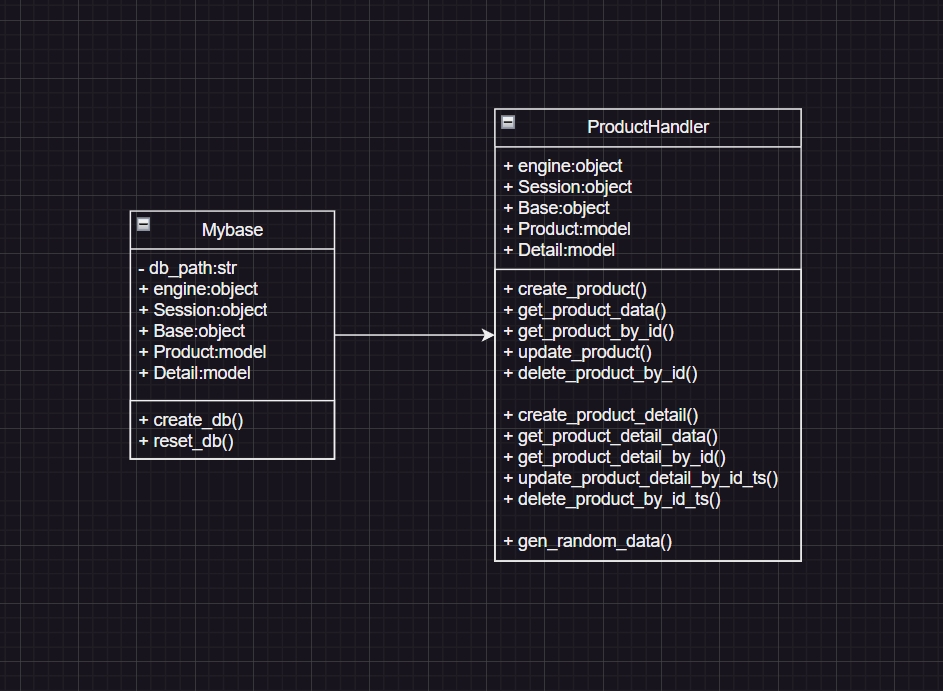 Mybase
- db_path:str
+ engine:object
+ Session:object
+ Base:object
+ Product:model
+ Detail:model
+ create_db()
+ reset_db()
ProductHandler
+ engine:object
+ Session:object
+ Base:object
+ Product:model
+ Detail:model
+ create_product()
+ get_product_data()
+ get_product_by_id()
+ update_product()
+ delete_product_by_id()
+ create_product_detail()
+ get_product_detail_data()
+ get_product_detail_by_id()
+ update_product_detail_by_id_ts()
+ delete_product_by_id_ts()
+ gen_random_data()